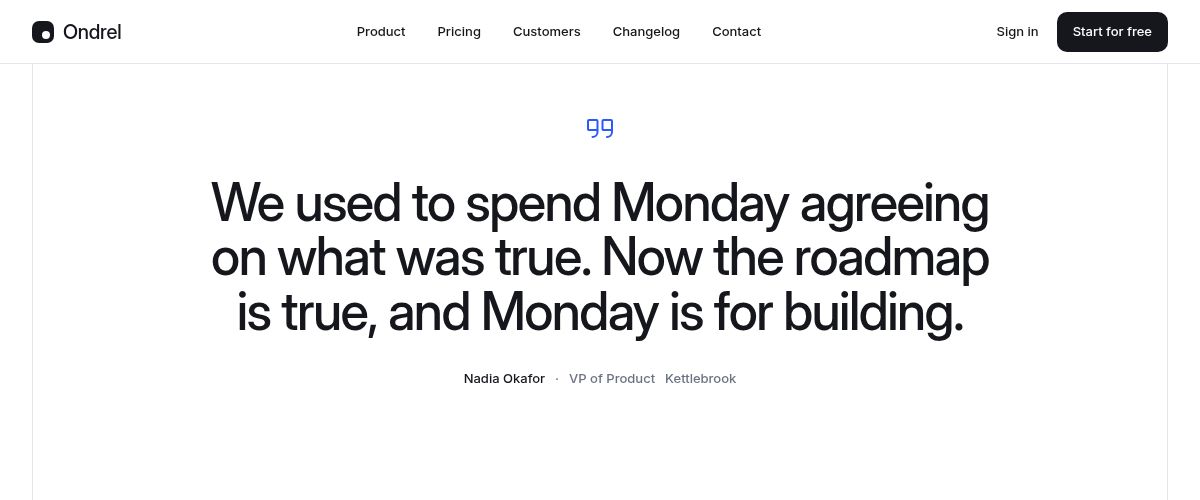 Ondrel
Product Pricing Customers Changelog Contact
Sign in
Start for free
We used to spend Monday agreeing
on what was true. Now the roadmap
is true, and Monday is for building.
Nadia Okafor · VP of Product Kettlebrook